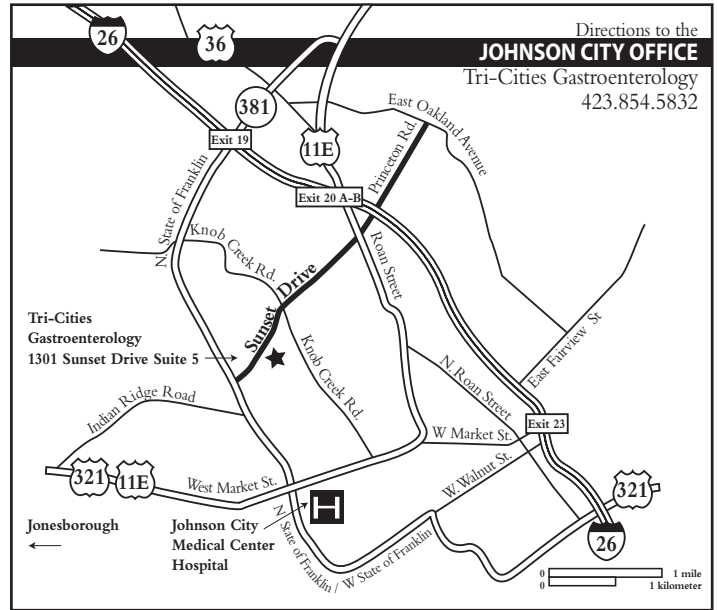 Directions to the
JOHNSON CITY OFFICE
Tri-Cities Gastroenterology
423.854.5832
26
36
381
11E
Exit 19
Exit 20 A-B
East Oakland Avenue
Princeton Rd.
N. State of Franklin
Knob Creek Rd.
Sunset Drive
Roan Street
Tri-Cities
Gastroenterology
1301 Sunset Drive Suite 5
Knob Creek Rd.
N. Roan Street
East Fairview St
Indian Ridge Road
W Market St.
Exit 23
321
11E
West Market St.
W. Walnut St.
321
Jonesborough
Johnson City
Medical Center
Hospital
H
N. State of Franklin / W State of Franklin
26
0 1 mile
0 1 kilometer